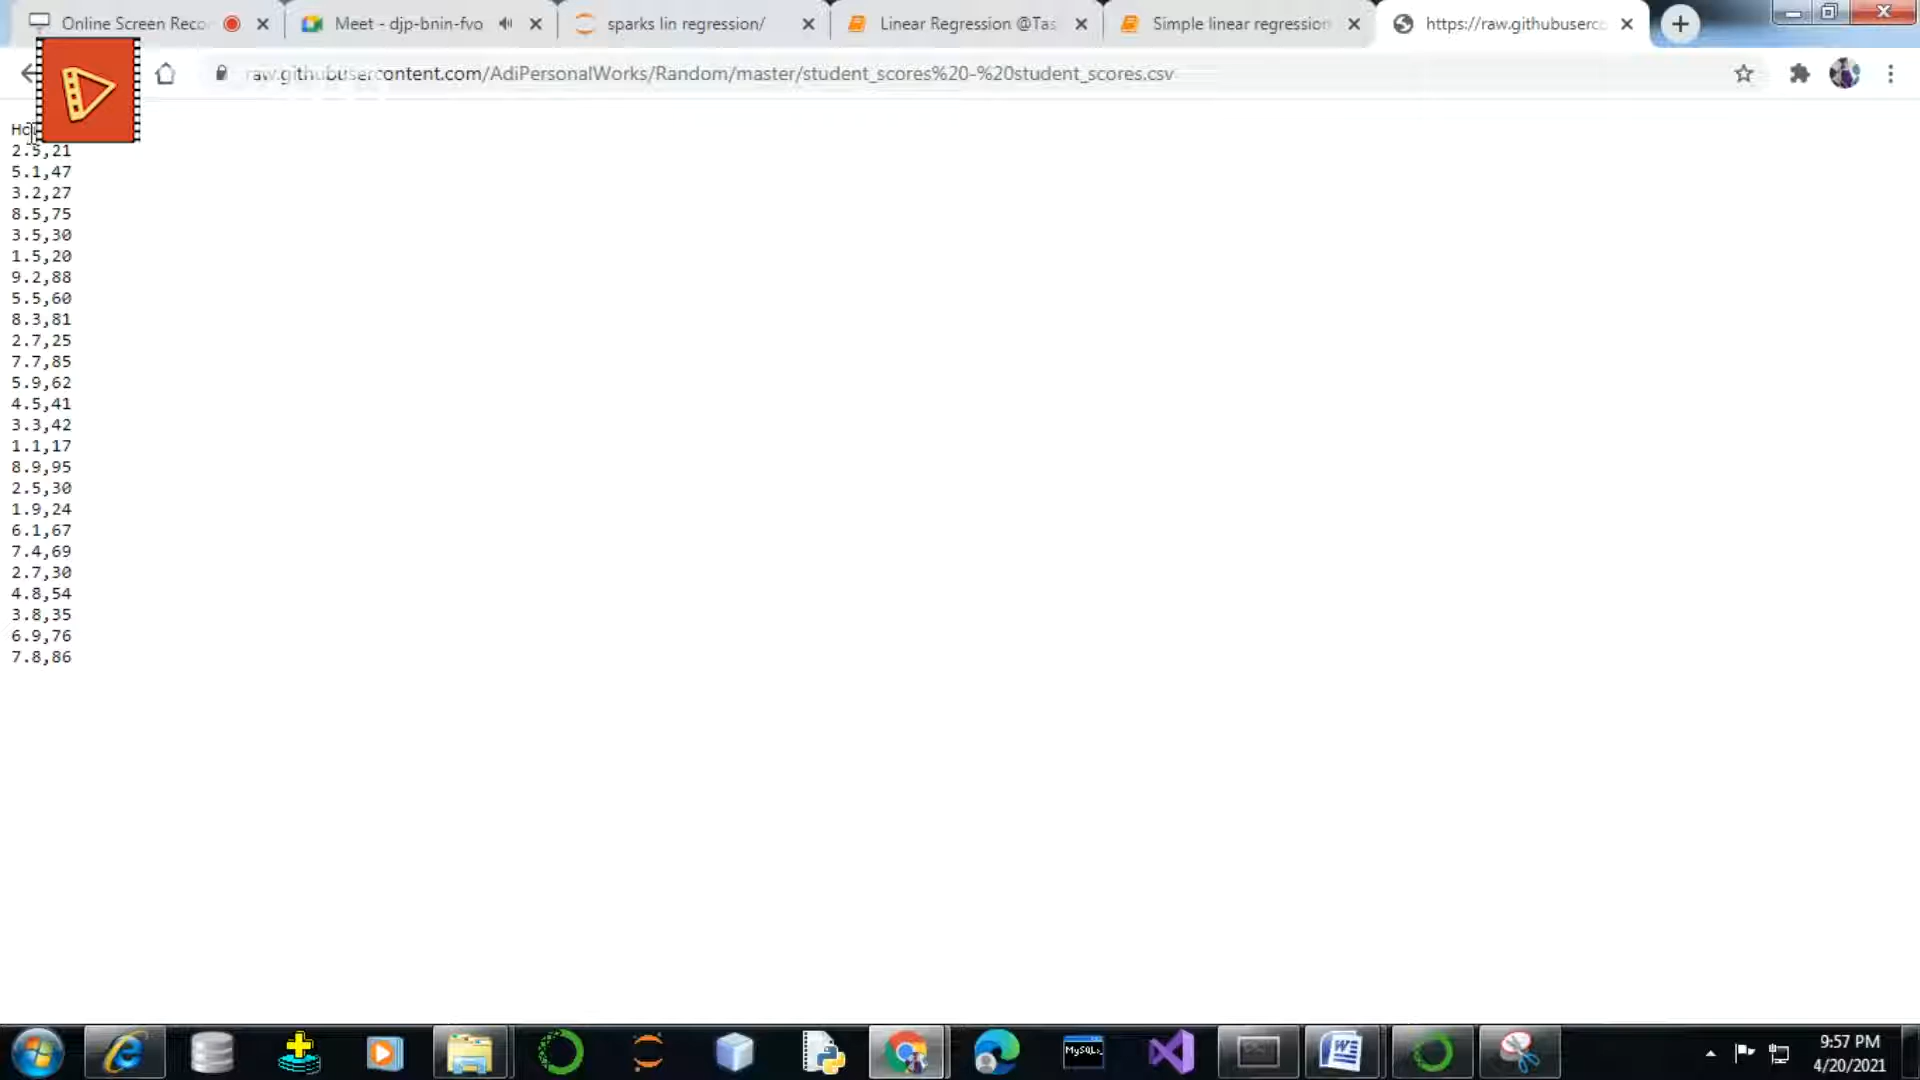 Online Screen Reco
Meet - djp-bnin-fvo
sparks lin regression/
Linear Regression @Tas
Simple linear regression
https://raw.githubuserco
raw.githubusercontent.com/AdiPersonalWorks/Random/master/student_scores%20-%20student_scores.csv
2.5,21
5.1,47
3.2,27
8.5,75
3.5,30
1.5,20
9.2,88
5.5,60
8.3,81
2.7,25
7.7,85
5.9,62
4.5,41
3.3,42
1.1,17
8.9,95
2.5,30
1.9,24
6.1,67
7.4,69
2.7,30
4.8,54
3.8,35
6.9,76
7.8,86
MySQL
9:57 PM
4/20/2021